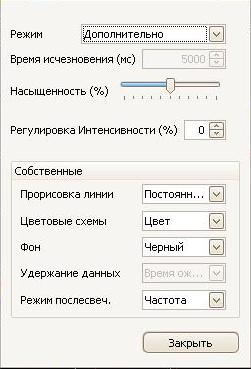 Режим Дополнительно
Время исчезновения (мс) 5000
Насыщенность (%)
Регулировка Интенсивности (%) 0
Собственные
Прорисовка линии Постоянн...
Цветовые схемы Цвет
Фон Черный
Удержание данных Время ож...
Режим послесвеч. Частота
Закрыть